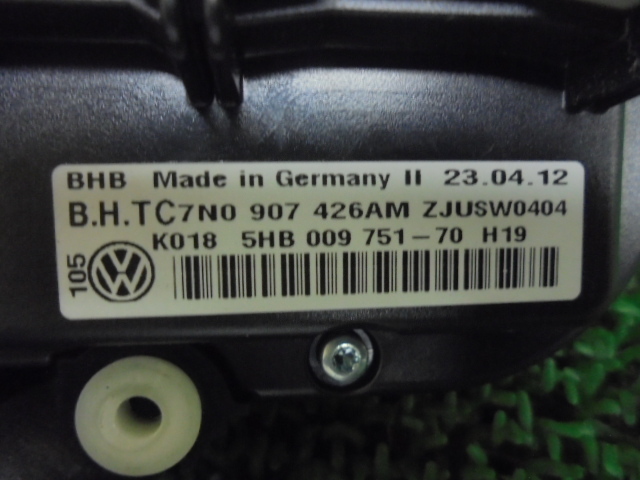 BHB Made in Germany II 23.04.12
B.H.TC7N0 907 426AM ZJUSW0404
K018 5HB 009 751-70 H19
105